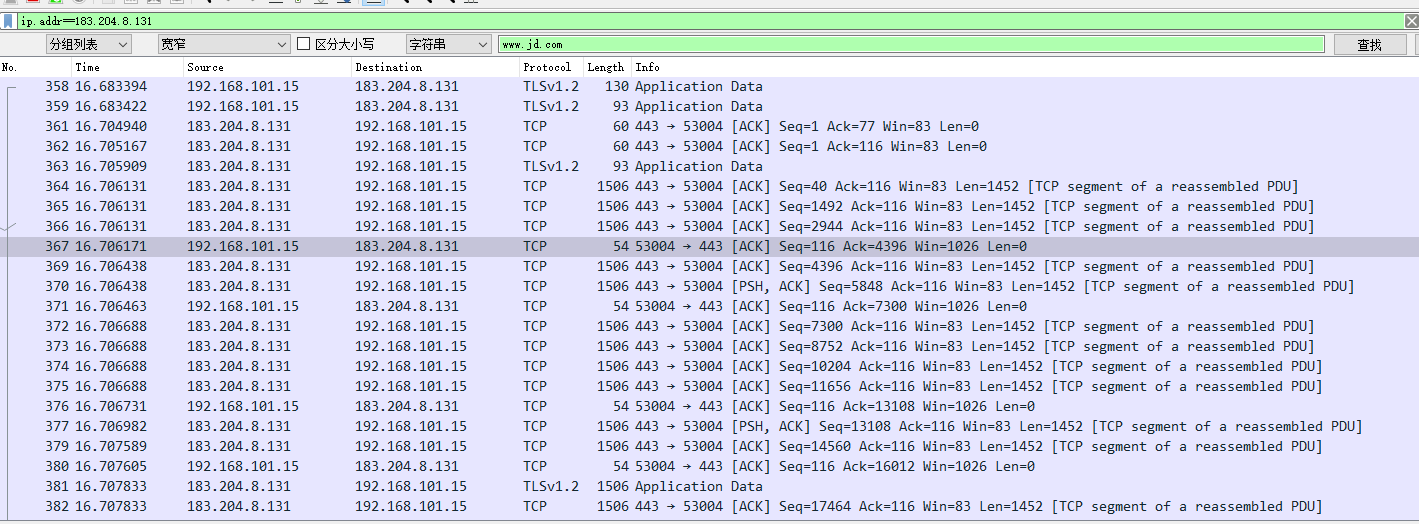 ip.addr==183.204.8.131
分组列表 宽窄 区分大小写 字符串 www.jd.com 查找
No. Time Source Destination Protocol Length Info
358 16.683394 192.168.101.15 183.204.8.131 TLSv1.2 130 Application Data
359 16.683422 192.168.101.15 183.204.8.131 TLSv1.2 93 Application Data
361 16.704940 183.204.8.131 192.168.101.15 TCP 60 443 → 53004 [ACK] Seq=1 Ack=77 Win=83 Len=0
362 16.705167 183.204.8.131 192.168.101.15 TCP 60 443 → 53004 [ACK] Seq=1 Ack=116 Win=83 Len=0
363 16.705909 183.204.8.131 192.168.101.15 TLSv1.2 93 Application Data
364 16.706131 183.204.8.131 192.168.101.15 TCP 1506 443 → 53004 [ACK] Seq=40 Ack=116 Win=83 Len=1452 [TCP segment of a reassembled PDU]
365 16.706131 183.204.8.131 192.168.101.15 TCP 1506 443 → 53004 [ACK] Seq=1492 Ack=116 Win=83 Len=1452 [TCP segment of a reassembled PDU]
366 16.706131 183.204.8.131 192.168.101.15 TCP 1506 443 → 53004 [ACK] Seq=2944 Ack=116 Win=83 Len=1452 [TCP segment of a reassembled PDU]
367 16.706171 192.168.101.15 183.204.8.131 TCP 54 53004 → 443 [ACK] Seq=116 Ack=4396 Win=1026 Len=0
369 16.706438 183.204.8.131 192.168.101.15 TCP 1506 443 → 53004 [ACK] Seq=4396 Ack=116 Win=83 Len=1452 [TCP segment of a reassembled PDU]
370 16.706438 183.204.8.131 192.168.101.15 TCP 1506 443 → 53004 [PSH, ACK] Seq=5848 Ack=116 Win=83 Len=1452 [TCP segment of a reassembled PDU]
371 16.706463 192.168.101.15 183.204.8.131 TCP 54 53004 → 443 [ACK] Seq=116 Ack=7300 Win=1026 Len=0
372 16.706688 183.204.8.131 192.168.101.15 TCP 1506 443 → 53004 [ACK] Seq=7300 Ack=116 Win=83 Len=1452 [TCP segment of a reassembled PDU]
373 16.706688 183.204.8.131 192.168.101.15 TCP 1506 443 → 53004 [ACK] Seq=8752 Ack=116 Win=83 Len=1452 [TCP segment of a reassembled PDU]
374 16.706688 183.204.8.131 192.168.101.15 TCP 1506 443 → 53004 [ACK] Seq=10204 Ack=116 Win=83 Len=1452 [TCP segment of a reassembled PDU]
375 16.706688 183.204.8.131 192.168.101.15 TCP 1506 443 → 53004 [ACK] Seq=11656 Ack=116 Win=83 Len=1452 [TCP segment of a reassembled PDU]
376 16.706731 192.168.101.15 183.204.8.131 TCP 54 53004 → 443 [ACK] Seq=116 Ack=13108 Win=1026 Len=0
377 16.706982 183.204.8.131 192.168.101.15 TCP 1506 443 → 53004 [PSH, ACK] Seq=13108 Ack=116 Win=83 Len=1452 [TCP segment of a reassembled PDU]
379 16.707589 183.204.8.131 192.168.101.15 TCP 1506 443 → 53004 [ACK] Seq=14560 Ack=116 Win=83 Len=1452 [TCP segment of a reassembled PDU]
380 16.707605 192.168.101.15 183.204.8.131 TCP 54 53004 → 443 [ACK] Seq=116 Ack=16012 Win=1026 Len=0
381 16.707833 183.204.8.131 192.168.101.15 TLSv1.2 1506 Application Data
382 16.707833 183.204.8.131 192.168.101.15 TCP 1506 443 → 53004 [ACK] Seq=17464 Ack=116 Win=83 Len=1452 [TCP segment of a reassembled PDU]